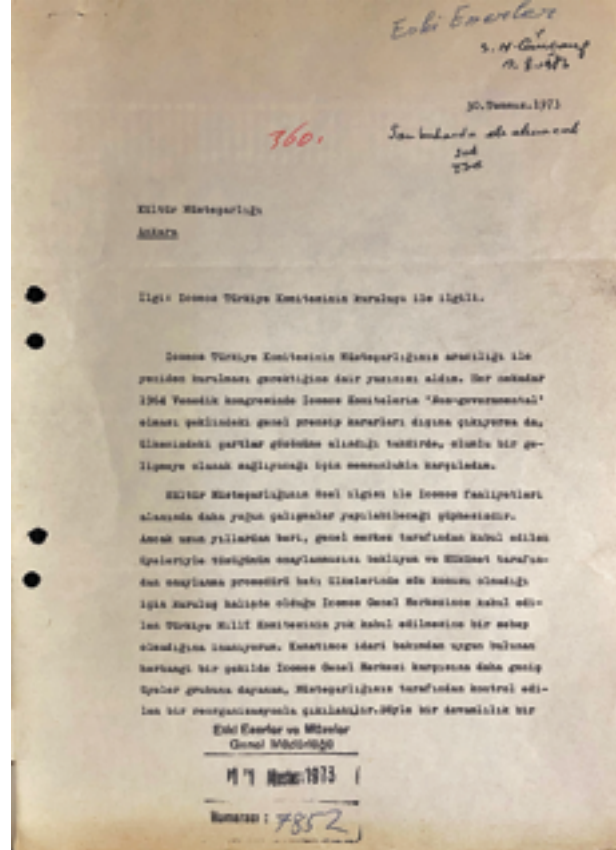 Eski Eserler
30.Temmuz.1973
360.
Kültür Müsteşarlığı
Ankara
İlgi: Icomos Türkiye Komitesinin kuruluşu ile ilgili.
Icomos Türkiye Komitesinin Müsteşarlığınız aracılığı ile
yeniden kurulması gerektiğine dair yazınızı aldım. Her nekadar
1964 Venedik kongresinde Icomos Komitelerin "Non-governmental"
olması şeklindeki genel prensip kararları dışına çıkıyorsa da,
ülkemizdeki şartlar gözönüne alındığı takdirde, olumlu bir ge-
lişmeye olanak sağlıyacağı için memnunlukla karşıladım.
Kültür Müsteşarlığının özel ilgisi ile Icomos faaliyetleri
alanında daha yoğun çalışmalar yapılabileceği şüphesizdir.
Ancak uzun yıllardan beri, genel merkez tarafından kabul edilen
üyeleriyle tüzüğünün onaylanmasını bekliyen ve Hükümet tarafın-
dan onaylanma prosedürü batı ülkelerinde söz konusu olmadığı
için kuruluş halinde olduğu Icomos Genel Merkezince kabul edi-
len Türkiye Millî Komitesinin yok kabul edilmesine bir sebep
olmadığına inanıyorum. Kanatimce idari bakımdan uygun bulunan
herhangi bir şekilde Icomos Genel Merkezi karşısına daha geniş
üyeler grubuna dayanan, Müsteşarlığınız tarafından kontrol edi-
len bir reorganizasyonla çıkılabilir.Böyle bir devamlılık bir
Eski Eserler ve Müzeler
Genel Müdürlüğü
1973
Numarası : 7852